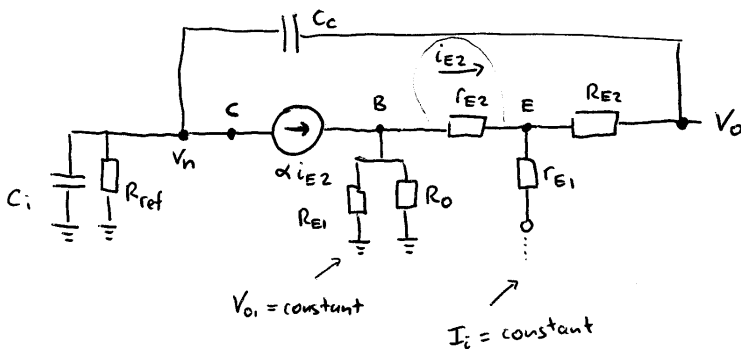 Cc
iE2
C
B
rE2
E
RE2
Vo
Vn
αiE2
Ci
Rref
RE1
Ro
rE1
Vo1 = constant
Ii = constant